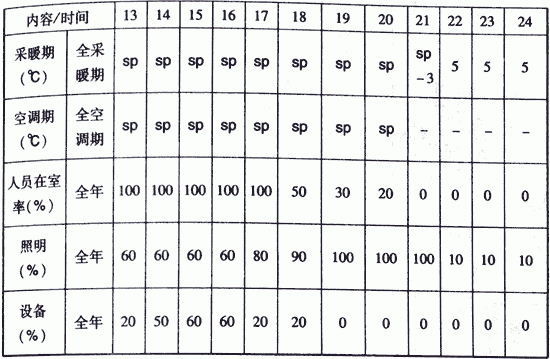 内容/时间 13 14 15 16 17 18 19 20 21 22 23 24
采暖期(℃) 全采暖期 sp sp sp sp sp sp sp sp sp-3 5 5 5
空调期(℃) 全空调期 sp sp sp sp sp sp sp sp - - - -
人员在室率(%) 全年 100 100 100 100 100 50 30 20 0 0 0 0
照明(%) 全年 60 60 60 60 80 90 100 100 100 10 10 10
设备(%) 全年 20 50 60 60 20 20 0 0 0 0 0 0